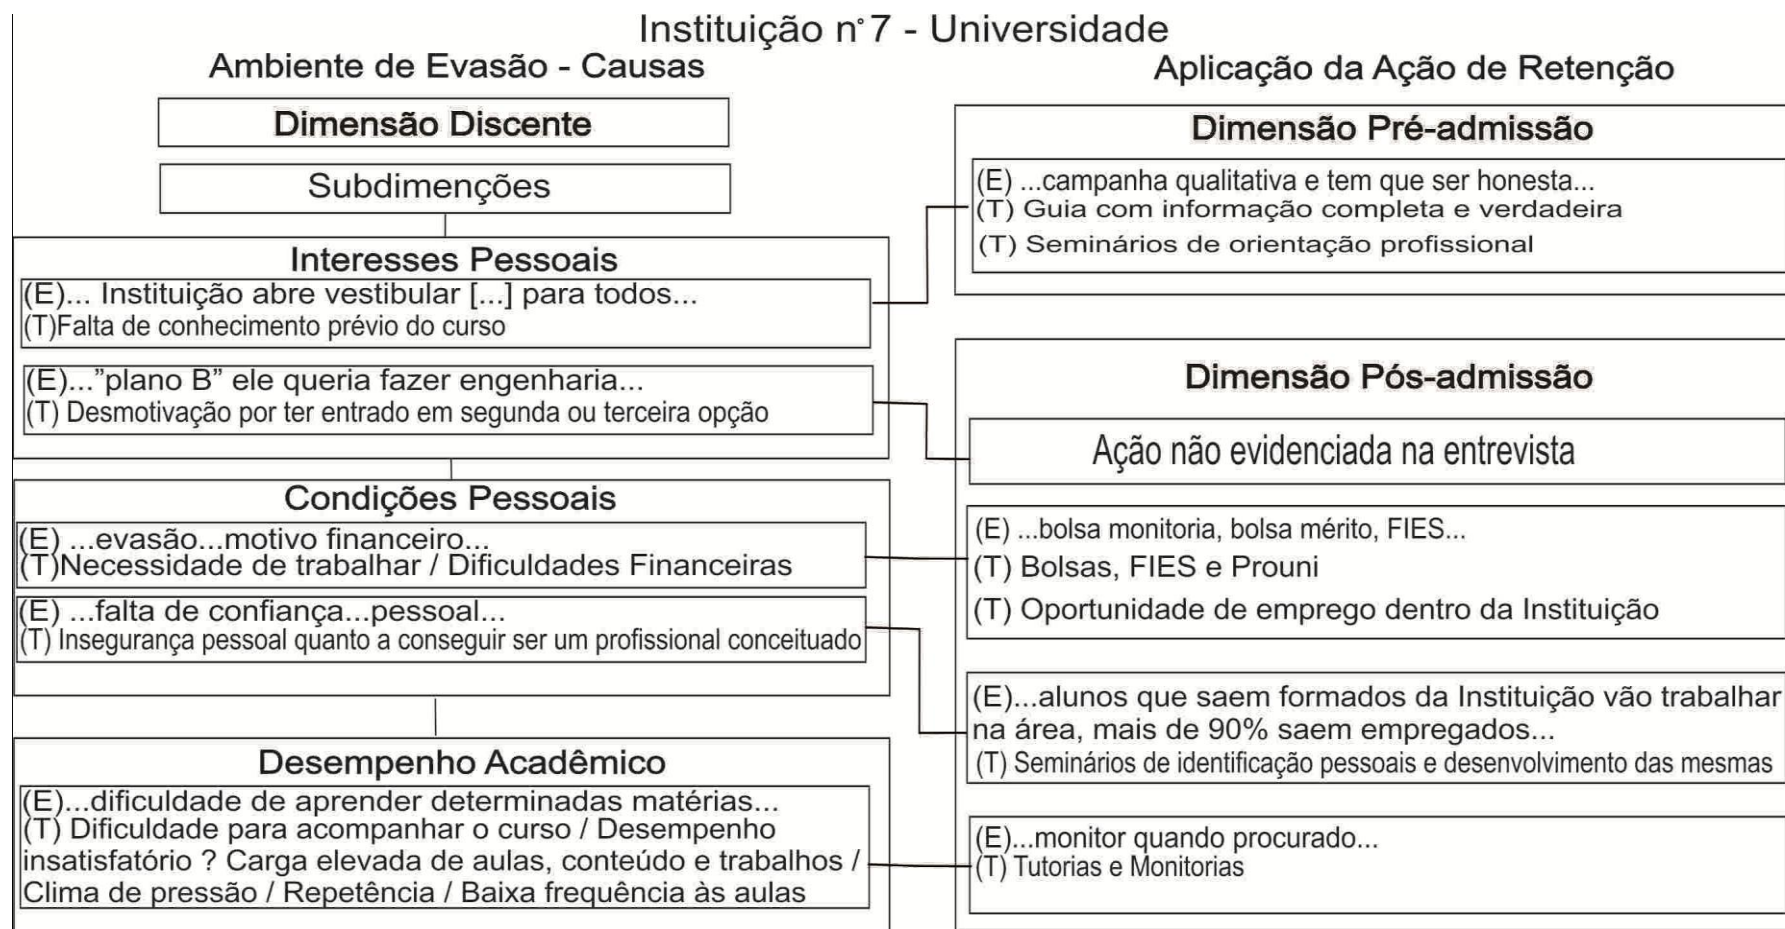 Instituição n° 7 - Universidade
Ambiente de Evasão - Causas
Dimensão Discente
Subdimenções
Interesses Pessoais
(E)... Instituição abre vestibular [...] para todos...
(T)Falta de conhecimento prévio do curso
(E)..."plano B" ele queria fazer engenharia...
(T) Desmotivação por ter entrado em segunda ou terceira opção
Condições Pessoais
(E) ...evasão...motivo financeiro...
(T)Necessidade de trabalhar / Dificuldades Financeiras
(E) ...falta de confiança...pessoal...
(T) Insegurança pessoal quanto a conseguir ser um profissional conceituado
Desempenho Acadêmico
(E)...dificuldade de aprender determinadas matérias...
(T) Dificuldade para acompanhar o curso / Desempenho
insatisfatório ? Carga elevada de aulas, conteúdo e trabalhos /
Clima de pressão / Repetência / Baixa frequência às aulas
Aplicação da Ação de Retenção
Dimensão Pré-admissão
(E) ...campanha qualitativa e tem que ser honesta...
(T) Guia com informação completa e verdadeira
(T) Seminários de orientação profissional
Dimensão Pós-admissão
Ação não evidenciada na entrevista
(E) ...bolsa monitoria, bolsa mérito, FIES...
(T) Bolsas, FIES e Prouni
(T) Oportunidade de emprego dentro da Instituição
(E)...alunos que saem formados da Instituição vão trabalhar
na área, mais de 90% saem empregados...
(T) Seminários de identificação pessoais e desenvolvimento das mesmas
(E)...monitor quando procurado...
(T) Tutorias e Monitorias